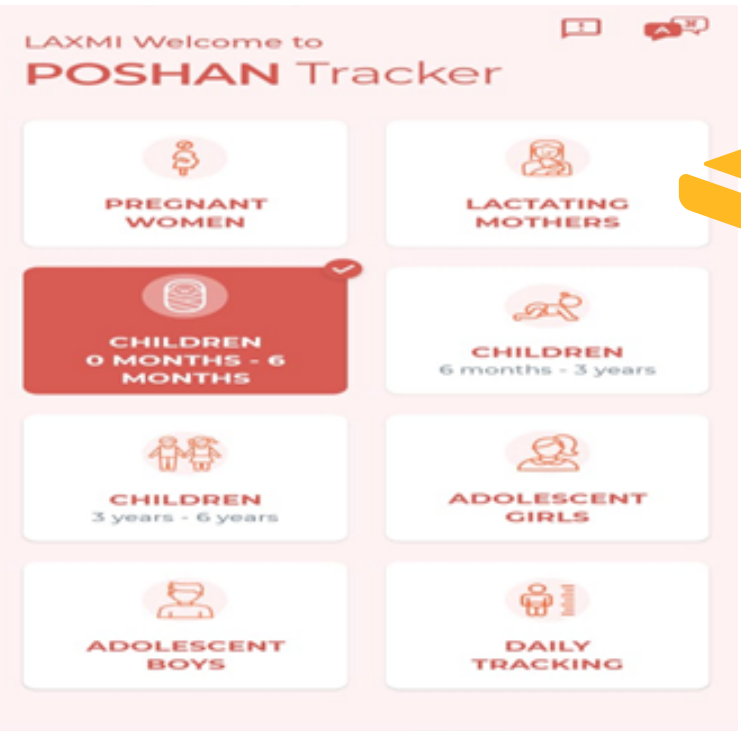 LAXMI Welcome to
POSHAN Tracker
PREGNANT
WOMEN
LACTATING
MOTHERS
CHILDREN
0 MONTHS - 6
MONTHS
CHILDREN
6 months - 3 years
CHILDREN
3 years - 6 years
ADOLESCENT
GIRLS
ADOLESCENT
BOYS
DAILY
TRACKING